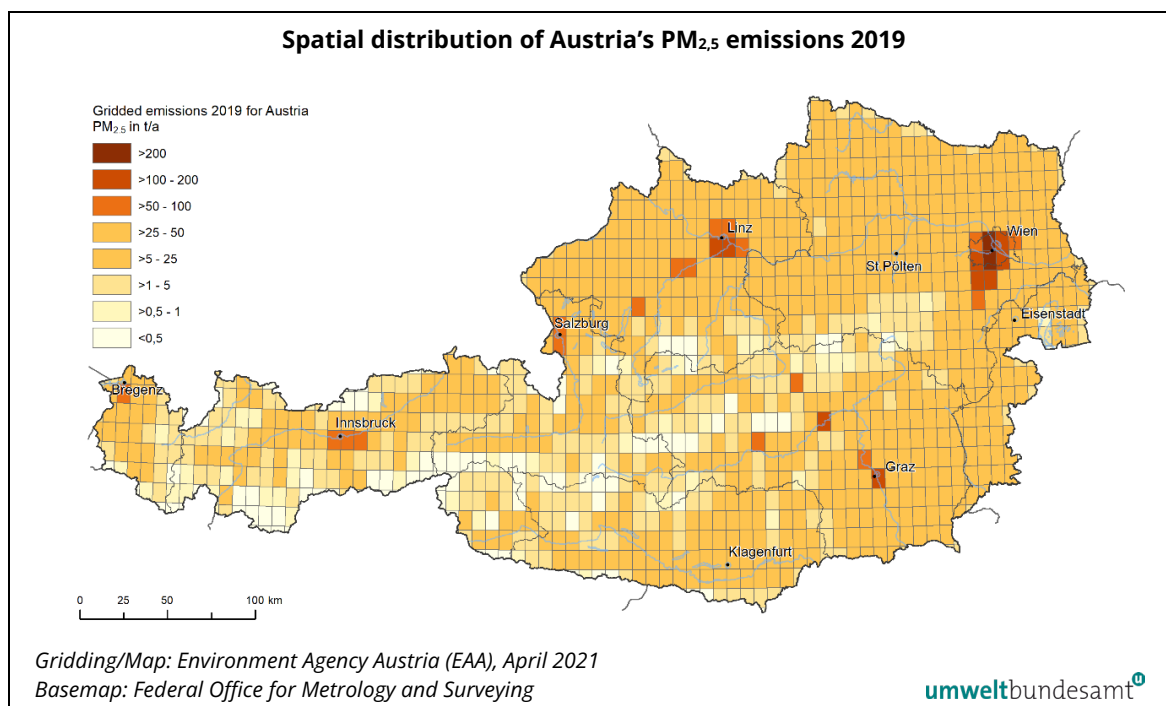 Spatial distribution of Austria's PM2,5 emissions 2019
Gridded emissions 2019 for Austria
PM2.5 in t/a
>200
>100 - 200
>50 - 100
>25 - 50
>5 - 25
>1 - 5
>0,5 - 1
<0,5
Linz
Wien
St.Pölten
Eisenstadt
Salzburg
Bregenz
Innsbruck
Graz
Klagenfurt
0 25 50 100 km
Gridding/Map: Environment Agency Austria (EAA), April 2021
Basemap: Federal Office for Metrology and Surveying
umweltbundesamt u